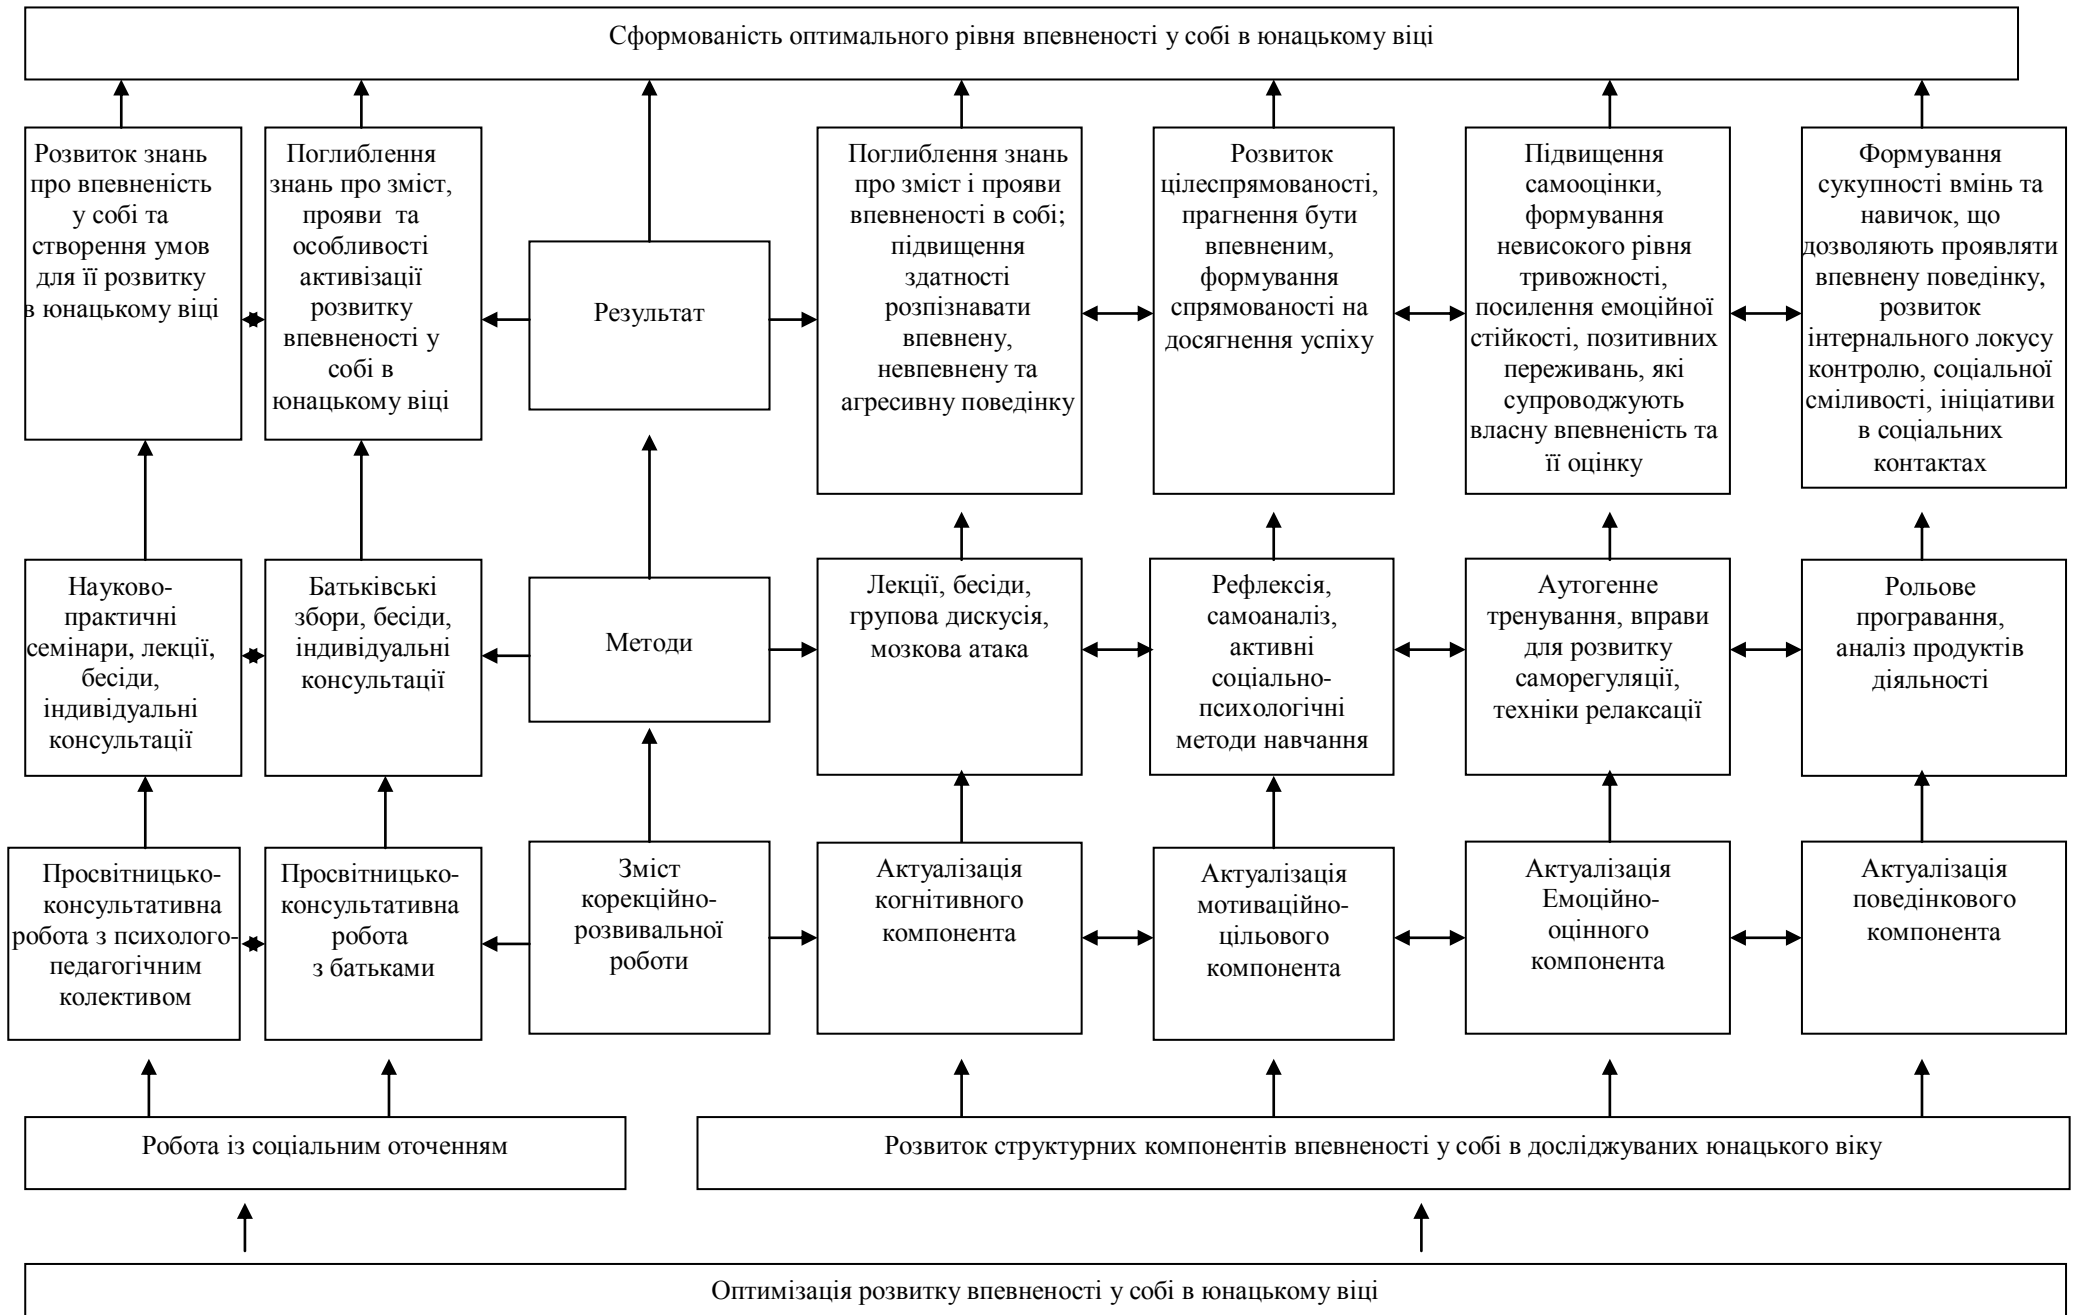 Сформованість оптимального рівня впевненості у собі в юнацькому віці
Розвиток знань
про впевненість
у собі та
створення умов
для її розвитку
в юнацькому віці
Поглиблення
знань про зміст,
прояви та
особливості
активізації
розвитку
впевненості у
собі в
юнацькому віці
Результат
Поглиблення знань
про зміст і прояви
впевненості в собі;
підвищення
здатності
розпізнавати
впевнену,
невпевнену та
агресивну поведінку
Розвиток
цілеспрямованості,
прагнення бути
впевненим,
формування
спрямованості на
досягнення успіху
Підвищення
самооцінки,
формування
невисокого рівня
тривожності,
посилення емоційної
стійкості, позитивних
переживань, які
супроводжують
власну впевненість та
її оцінку
Формування
сукупності вмінь та
навичок, що
дозволяють проявляти
впевнену поведінку,
розвиток
інтернального локусу
контролю, соціальної
сміливості, ініціативи
в соціальних
контактах
Науково-
практичні
семінари, лекції,
бесіди,
індивідуальні
консультації
Батьківські
збори, бесіди,
індивідуальні
консультації
Методи
Лекції, бесіди,
групова дискусія,
мозкова атака
Рефлексія,
самоаналіз,
активні
соціально-
психологічні
методи навчання
Аутогенне
тренування, вправи
для розвитку
саморегуляції,
техніки релаксації
Рольове
програвання,
аналіз продуктів
діяльності
Просвітницько-
консультативна
робота з психолого-
педагогічним
колективом
Просвітницько-
консультативна
робота
з батьками
Зміст
корекційно-
розвивальної
роботи
Актуалізація
когнітивного
компонента
Актуалізація
мотиваційно-
цільового
компонента
Актуалізація
Емоційно-
оцінного
компонента
Актуалізація
поведінкового
компонента
Робота із соціальним оточенням
Розвиток структурних компонентів впевненості у собі в досліджуваних юнацького віку
Оптимізація розвитку впевненості у собі в юнацькому віці